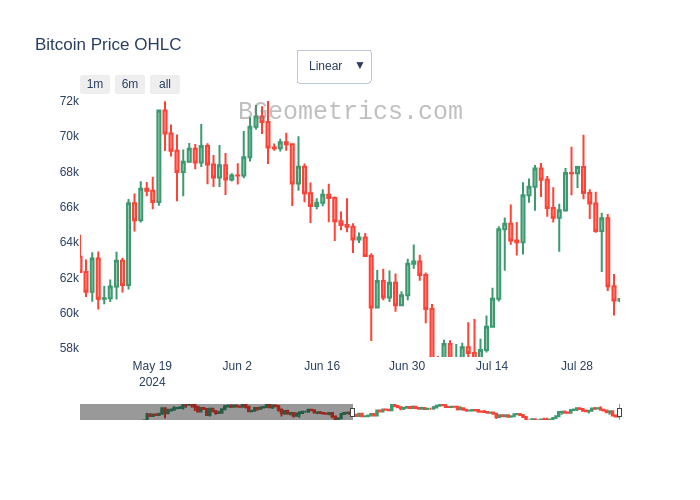 Bitcoin Price OHLC
Linear ▼
1m 6m all
BGeometrics.com
72k
70k
68k
66k
64k
62k
60k
58k
May 19 Jun 2 Jun 16 Jun 30 Jul 14 Jul 28
2024